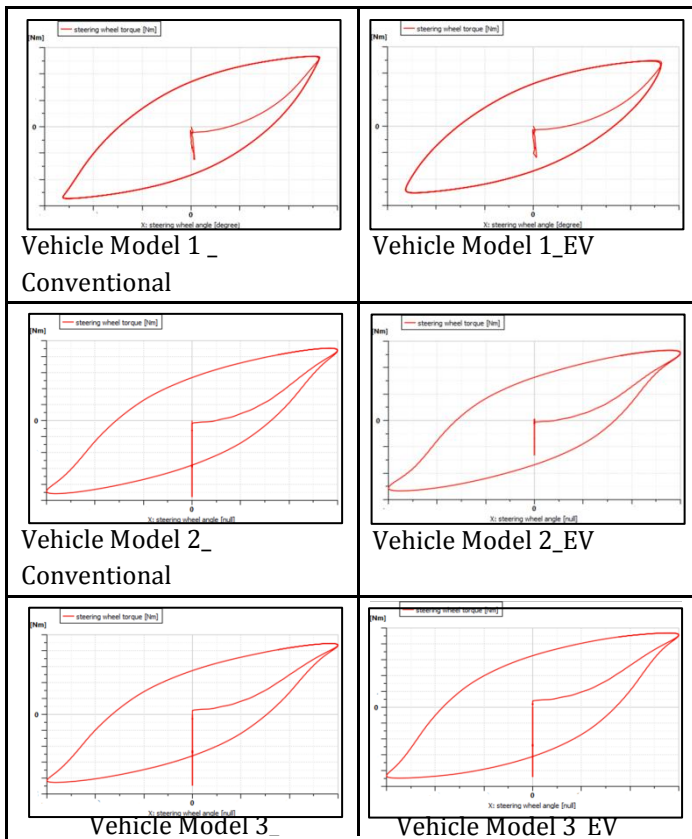 steering wheel torque [Nm]
[Nm]
0
0
X: steering wheel angle [degree)
Vehicle Model 1 _
Conventional
steering wheel torque [Nm]
[Nm]
0
0
X: steering wheel angle [degree]
Vehicle Model 1_EV
steering wheel torque [Nm]
[Nm]
0
0
X: steering wheel angle [null]
Vehicle Model 2_
Conventional
steering wheel torque [Nm]
[Nm]
0
0
X: steering wheel angle [null]
Vehicle Model 2_EV
steering wheel torque [Nm]
[Nm]
0
0
X: steering wheel angle [null]
Vehicle Model 3_
steering wheel torque [Nm]
[Nm]
0
0
X: steering wheel angle [null]
Vehicle Model 3_EV